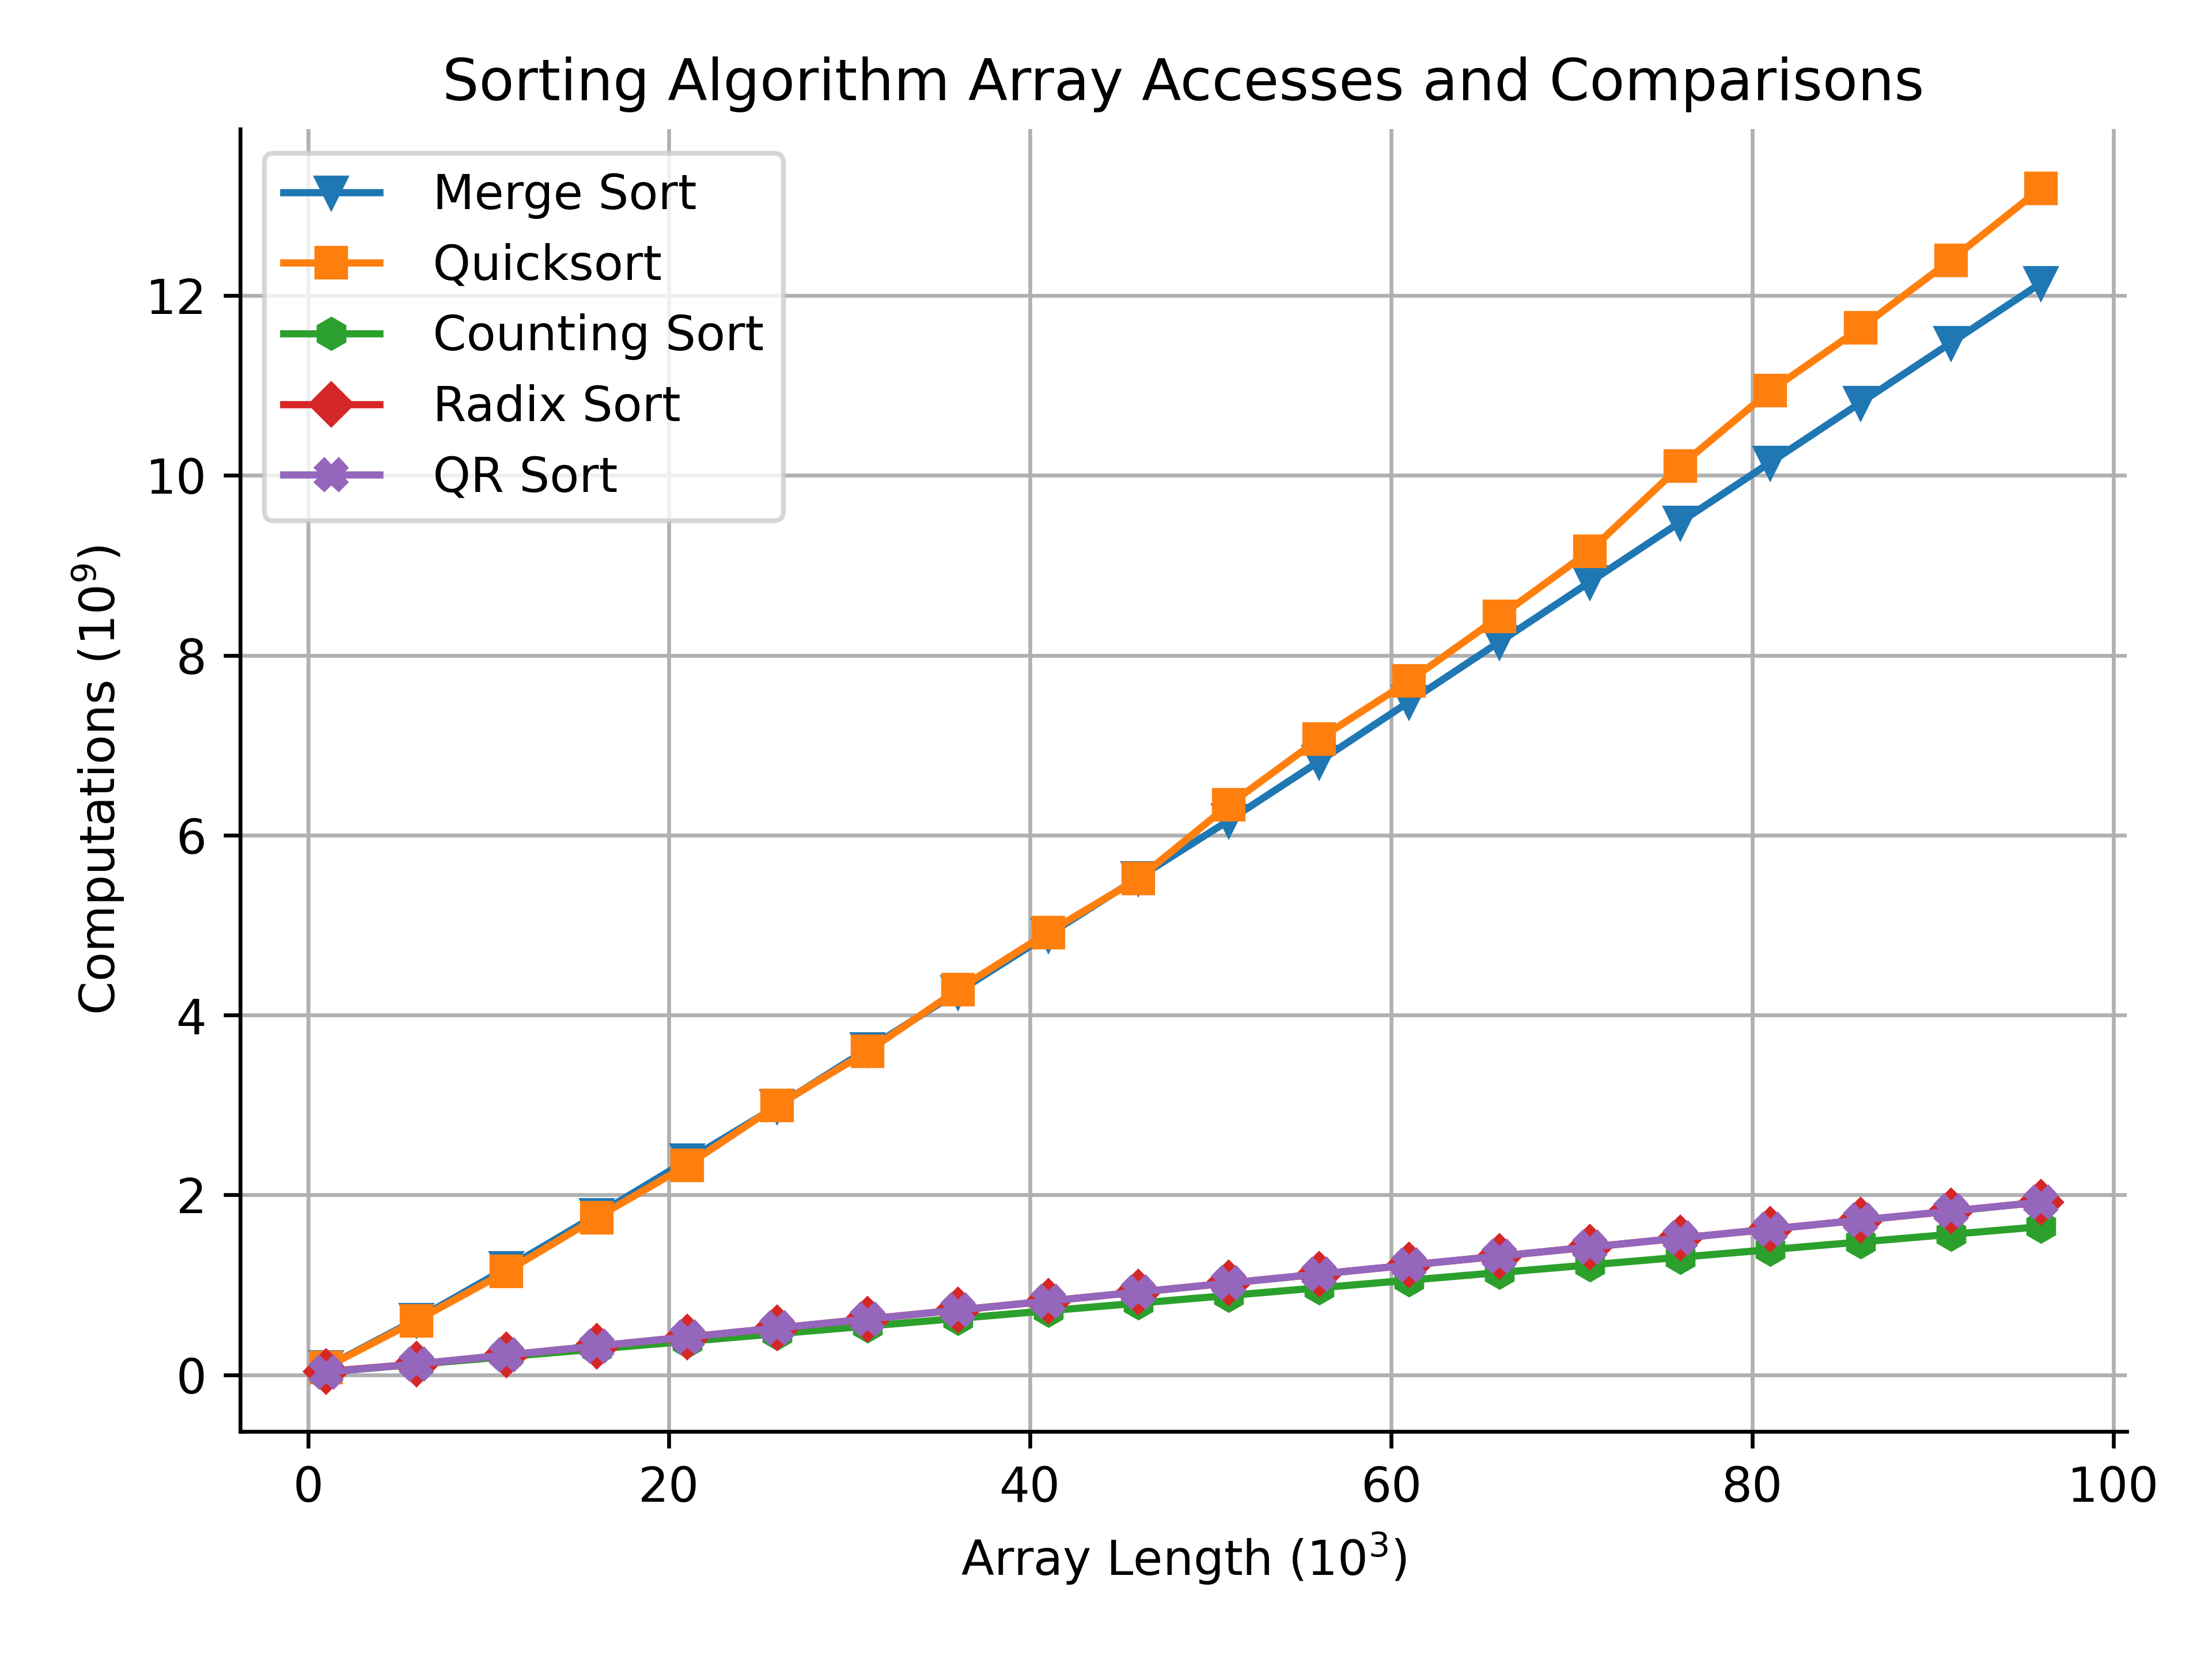 Sorting Algorithm Array Accesses and Comparisons
Merge Sort
Quicksort
Counting Sort
Radix Sort
QR Sort
Computations (10⁹)
12
10
8
6
4
2
0
0 20 40 60 80 100
Array Length (10³)